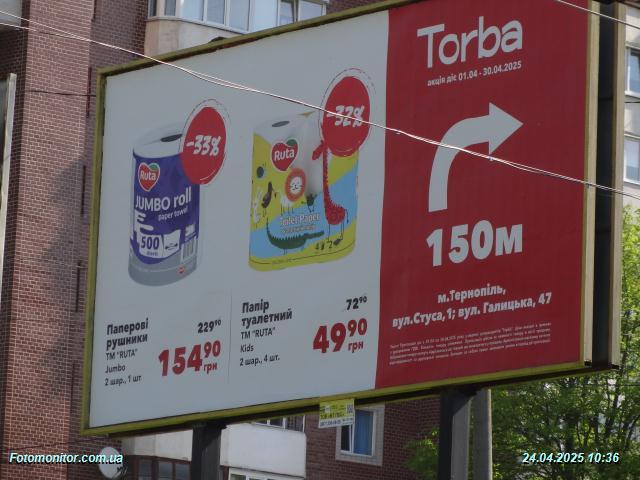 Torba
акція діє 01.04 - 30.04.2025
-33%
-32%
Ruta
JUMBO roll
paper towel
500
Ruta
Toilet Paper
150м
м.Тернопіль,
вул.Стуса,1; вул. Галицька, 47
Паперові
рушники
ТМ "RUTA"
Jumbo
2 шар., 1 шт
229⁹⁰
154⁹⁰
грн
Папір
туалетний
ТМ "RUTA"
Kids
2 шар., 4 шт.
72⁹⁰
49⁹⁰
грн
Fotomonitor.com.ua
24.04.2025 10:36